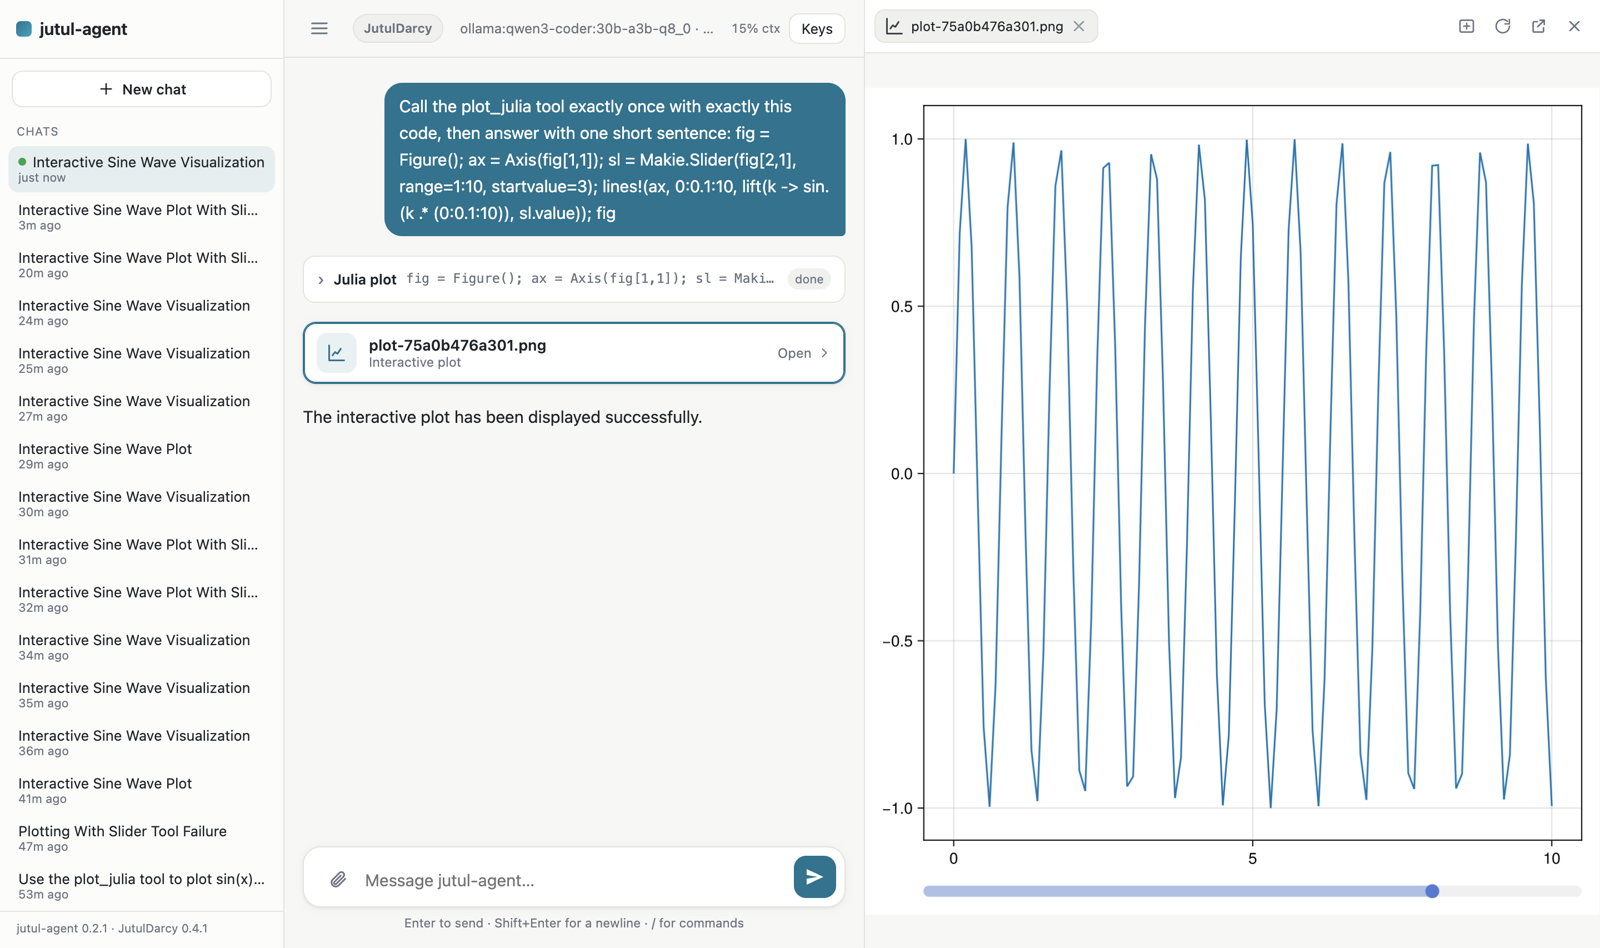 jutul-agent
+ New chat
CHATS
Interactive Sine Wave Visualization
just now
Interactive Sine Wave Plot With Sli...
3m ago
Interactive Sine Wave Plot With Sli...
20m ago
Interactive Sine Wave Visualization
24m ago
Interactive Sine Wave Visualization
25m ago
Interactive Sine Wave Visualization
27m ago
Interactive Sine Wave Plot
29m ago
Interactive Sine Wave Visualization
30m ago
Interactive Sine Wave Plot With Sli...
31m ago
Interactive Sine Wave Plot With Sli...
32m ago
Interactive Sine Wave Visualization
34m ago
Interactive Sine Wave Visualization
35m ago
Interactive Sine Wave Visualization
36m ago
Interactive Sine Wave Plot
41m ago
Plotting With Slider Tool Failure
47m ago
Use the plot_julia tool to plot sin(x)...
53m ago
jutul-agent 0.2.1 · JutulDarcy 0.4.1
JutulDarcy
ollama:qwen3-coder:30b-a3b-q8_0 · ...
15% ctx
Keys
Call the plot_julia tool exactly once with exactly this
code, then answer with one short sentence: fig =
Figure(); ax = Axis(fig[1,1]); sl = Makie.Slider(fig[2,1],
range=1:10, startvalue=3); lines!(ax, 0:0.1:10, lift(k -> sin.
(k .* (0:0.1:10)), sl.value)); fig
Julia plot fig = Figure(); ax = Axis(fig[1,1]); sl = Maki… done
plot-75a0b476a301.png
Interactive plot
Open
The interactive plot has been displayed successfully.
Message jutul-agent...
Enter to send · Shift+Enter for a newline · / for commands
plot-75a0b476a301.png
1.0
0.5
0.0
−0.5
−1.0
0
5
10